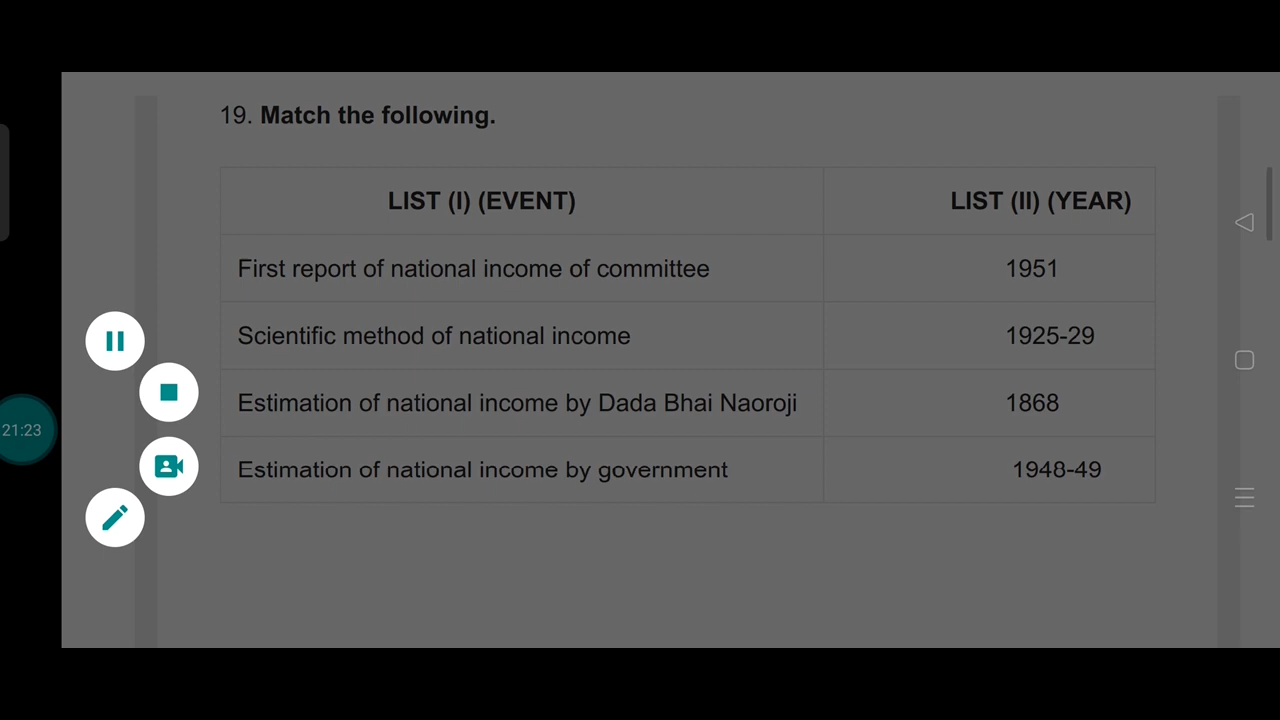 19. Match the following.
LIST (I) (EVENT) LIST (II) (YEAR)
First report of national income of committee 1951
Scientific method of national income 1925-29
21:23
Estimation of national income by Dada Bhai Naoroji 1868
Estimation of national income by government 1948-49